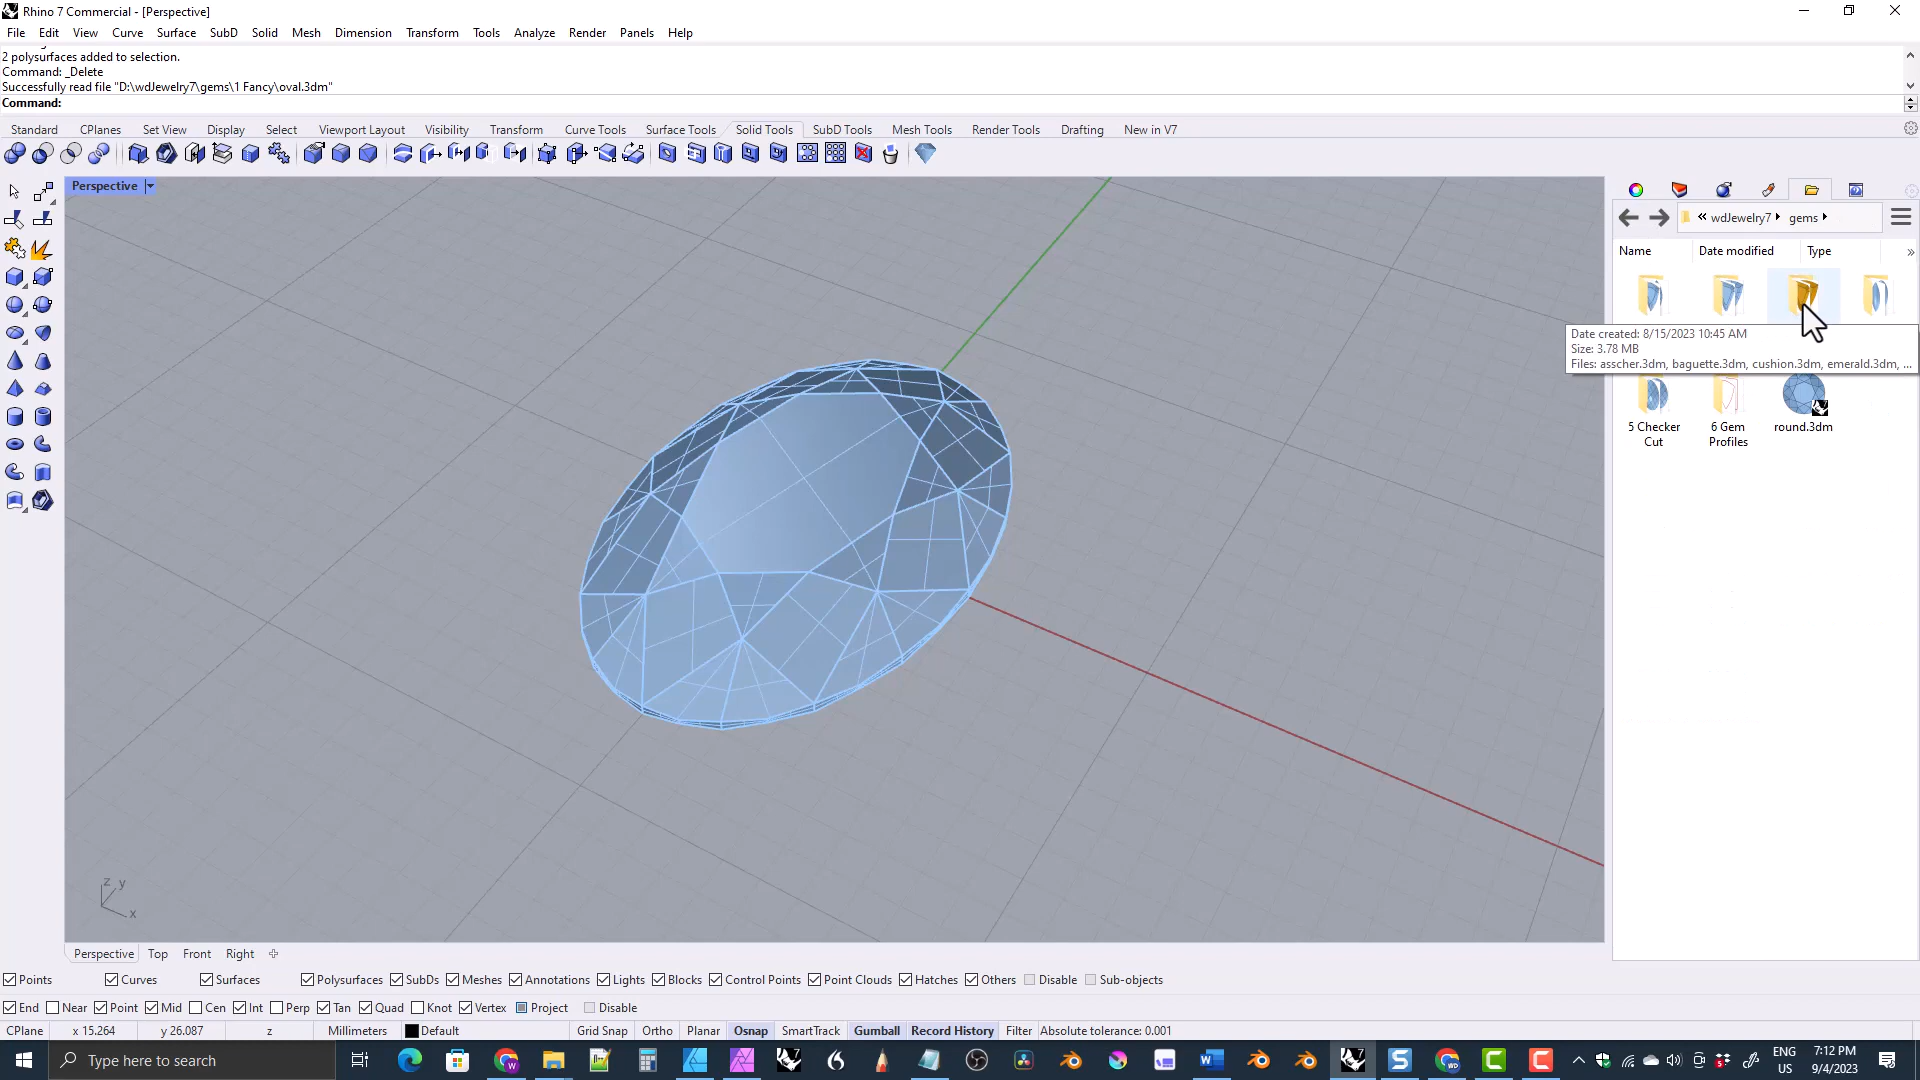 Rhino 7 Commercial - [Perspective]
File Edit View Curve Surface SubD Solid Mesh Dimension Transform Tools Analyze Render Panels Help
2 polysurfaces added to selection.
Command: _Delete
Successfully read file "D:\wdJewelry7\gems\1 Fancy\oval.3dm"
Command:
Standard CPlanes Set View Display Select Viewport Layout Visibility Transform Curve Tools Surface Tools Solid Tools SubD Tools Mesh Tools Render Tools Drafting New in V7
Perspective
« wdJewelry7 gems
Name Date modified Type »
Date created: 8/15/2023 10:45 AM
Size: 3.78 MB
Files: asscher.3dm, baguette.3dm, cushion.3dm, emerald.3dm, ...
5 Checker Cut
6 Gem Profiles
round.3dm
z y
x
Perspective Top Front Right
Points Curves Surfaces Polysurfaces SubDs Meshes Annotations Lights Blocks Control Points Point Clouds Hatches Others Disable Sub-objects
End Near Point Mid Cen Int Perp Tan Quad Knot Vertex Project Disable
CPlane x 15.264 y 26.087 z Millimeters Default Grid Snap Ortho Planar Osnap SmartTrack Gumball Record History Filter Absolute tolerance: 0.001
Type here to search
ENG
US
7:12 PM
9/4/2023